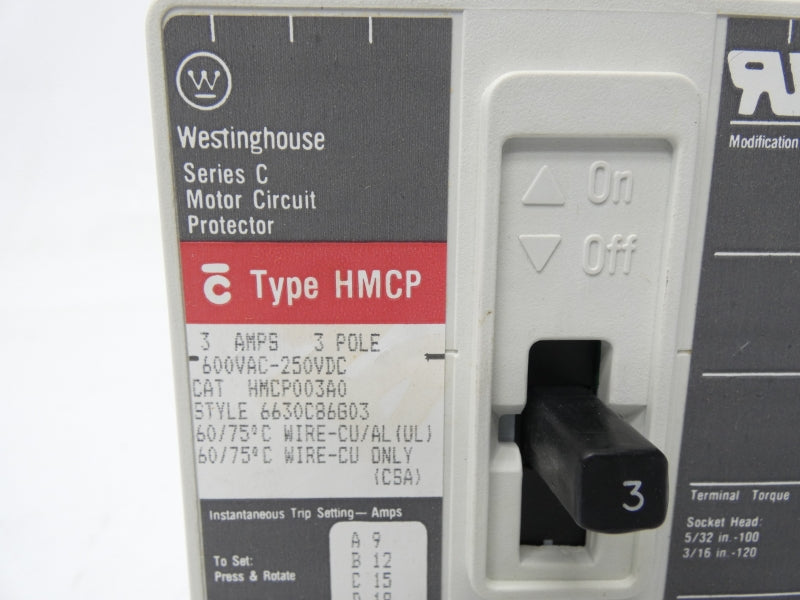 W
Westinghouse
Series C
Motor Circuit
Protector
C Type HMCP
3 AMPS 3 POLE
600VAC-250VDC
CAT HMCP003A0
STYLE 6630C86G03
60/75°C WIRE-CU/AL(UL)
60/75°C WIRE-CU ONLY
(CSA)
Instantaneous Trip Setting—Amps
To Set:
Press & Rotate
A 9
B 12
C 15
D 18
On
Off
3
Modification
Terminal Torque
Socket Head:
5/32 in.-100
3/16 in.-120